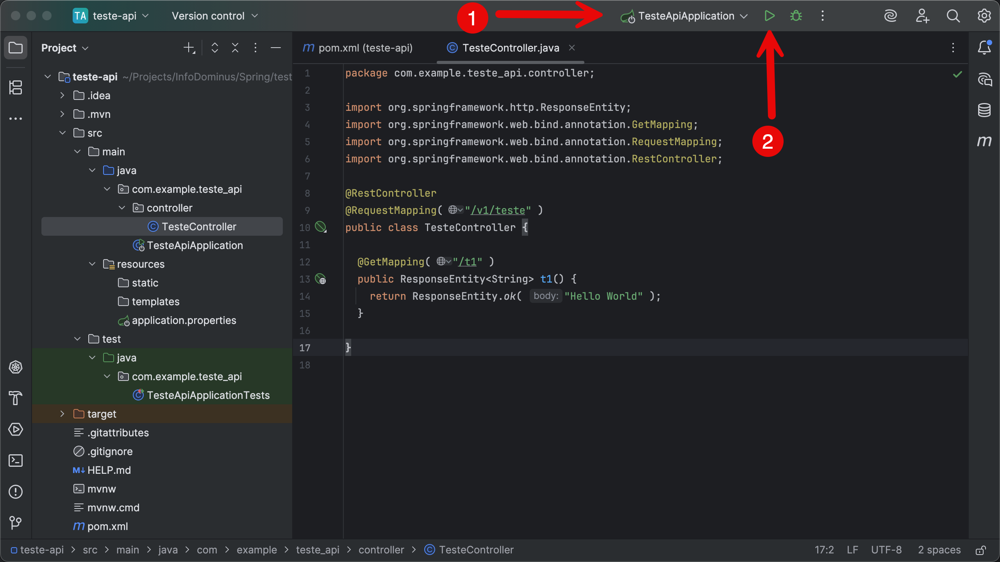 TA teste-api Version control 1 TesteApiApplication
Project
pom.xml (teste-api) TesteController.java
teste-api ~/Projects/InfoDominus/Spring/test
.idea
.mvn
src
main
java
com.example.teste_api
controller
TesteController
TesteApiApplication
resources
static
templates
application.properties
test
java
com.example.teste_api
TesteApiApplicationTests
target
.gitattributes
.gitignore
HELP.md
mvnw
mvnw.cmd
pom.xml
1 package com.example.teste_api.controller;
2
3 import org.springframework.http.ResponseEntity;
4 import org.springframework.web.bind.annotation.GetMapping;
5 import org.springframework.web.bind.annotation.RequestMapping;
6 import org.springframework.web.bind.annotation.RestController;
7
8 @RestController
9 @RequestMapping( "/v1/teste" )
10 public class TesteController {
11
12 @GetMapping( "/t1" )
13 public ResponseEntity<String> t1() {
14 return ResponseEntity.ok( body: "Hello World" );
15 }
16
17 }
18
2
teste-api > src > main > java > com > example > teste_api > controller > TesteController 17:2 LF UTF-8 2 spaces